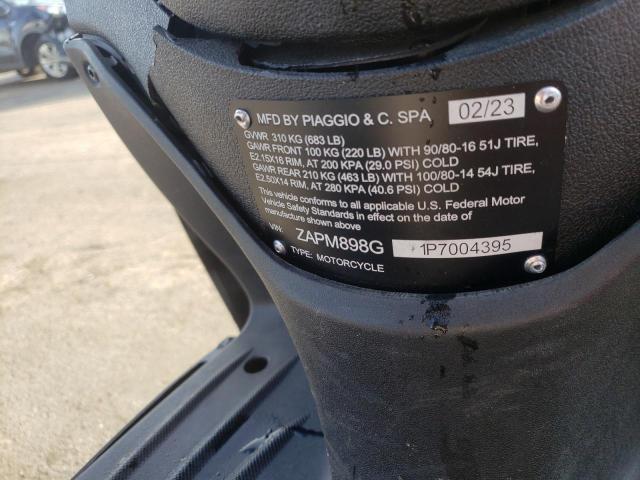 MFD BY PIAGGIO & C. SPA 02/23
GVWR 310 KG (683 LB)
GAWR FRONT 100 KG (220 LB) WITH 90/80-16 51J TIRE,
E2.15X16 RIM, AT 200 KPA (29.0 PSI) COLD
GAWR REAR 210 KG (463 LB) WITH 100/80-14 54J TIRE,
E2.50X14 RIM, AT 280 KPA (40.6 PSI) COLD
This vehicle conforms to all applicable U.S. Federal Motor
Vehicle Safety Standards in effect on the date of
manufacture shown above
VIN: ZAPM898G 1P7004395
TYPE: MOTORCYCLE